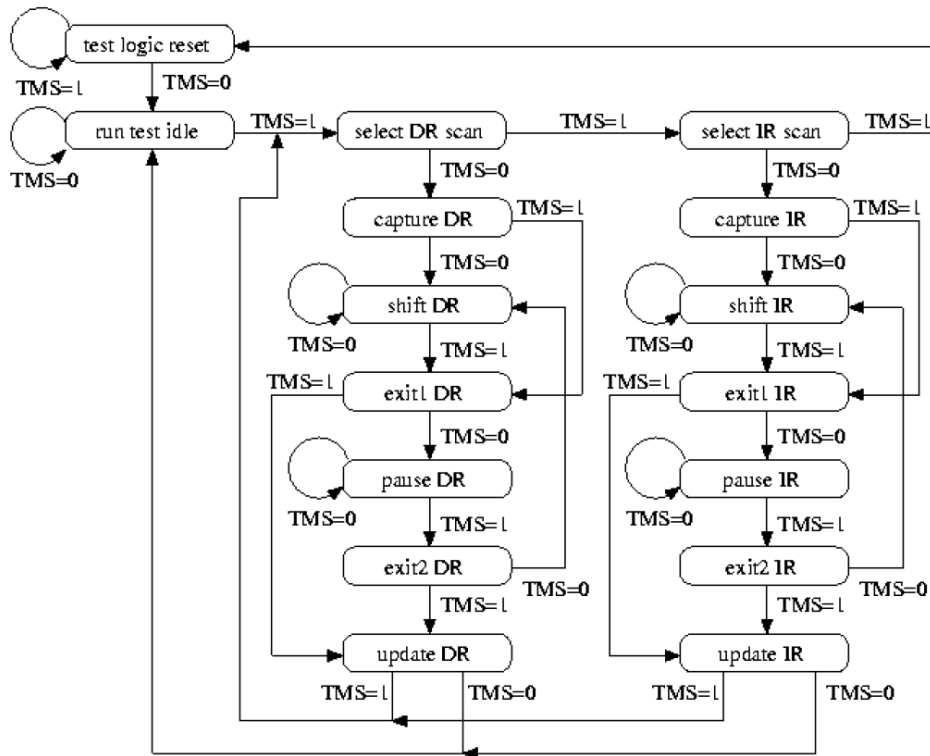 test logic reset
TMS=1
TMS=0
run test idle
TMS=1
select DR scan
TMS=1
select IR scan
TMS=1
TMS=0
TMS=0
TMS=0
capture DR
TMS=1
capture IR
TMS=1
TMS=0
TMS=0
shift DR
shift IR
TMS=0
TMS=1
TMS=0
TMS=1
TMS=1
exit1 DR
TMS=1
exit1 IR
TMS=0
TMS=0
pause DR
pause IR
TMS=0
TMS=1
TMS=0
TMS=1
exit2 DR
TMS=0
exit2 IR
TMS=0
TMS=1
TMS=1
update DR
update IR
TMS=1
TMS=0
TMS=1
TMS=0